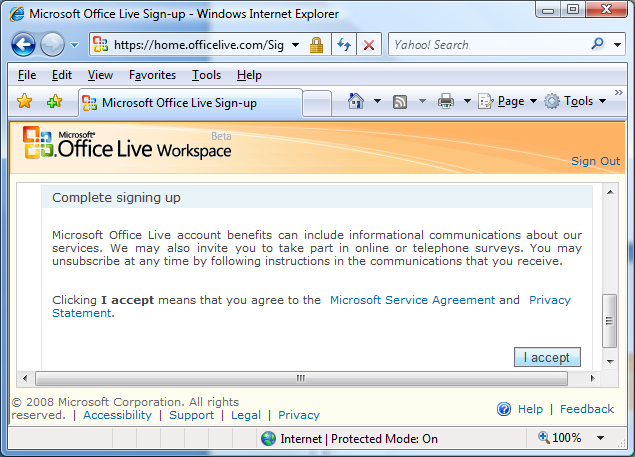 Microsoft Office Live Sign-up - Windows Internet Explorer
https://home.officelive.com/Sig
Yahoo! Search
File Edit View Favorites Tools Help
Microsoft Office Live Sign-up
Page Tools »
Microsoft®
Office Live Workspace
Beta
Sign Out
Complete signing up
Microsoft Office Live account benefits can include informational communications about our
services. We may also invite you to take part in online or telephone surveys. You may
unsubscribe at any time by following instructions in the communications that you receive.
Clicking I accept means that you agree to the Microsoft Service Agreement and Privacy
Statement.
I accept
© 2008 Microsoft Corporation. All rights
reserved. | Accessibility | Support | Legal | Privacy
Help | Feedback
Internet | Protected Mode: On
100%